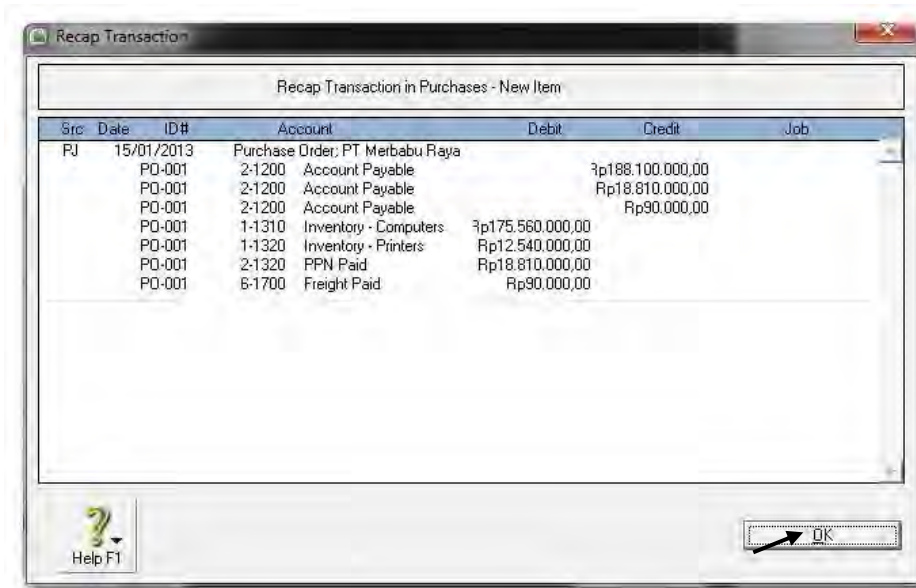 Recap Transaction
Recap Transaction in Purchases - New Item
Src Date ID# Account Debit Credit Job
PJ 15/01/2013 Purchase Order; PT Merbabu Raya
PO-001 2-1200 Account Payable Rp188.100.000,00
PO-001 2-1200 Account Payable Rp18.810.000,00
PO-001 2-1200 Account Payable Rp90.000,00
PO-001 1-1310 Inventory - Computers Rp175.560.000,00
PO-001 1-1320 Inventory - Printers Rp12.540.000,00
PO-001 2-1320 PPN Paid Rp18.810.000,00
PO-001 6-1700 Freight Paid Rp90.000,00
Help F1
OK